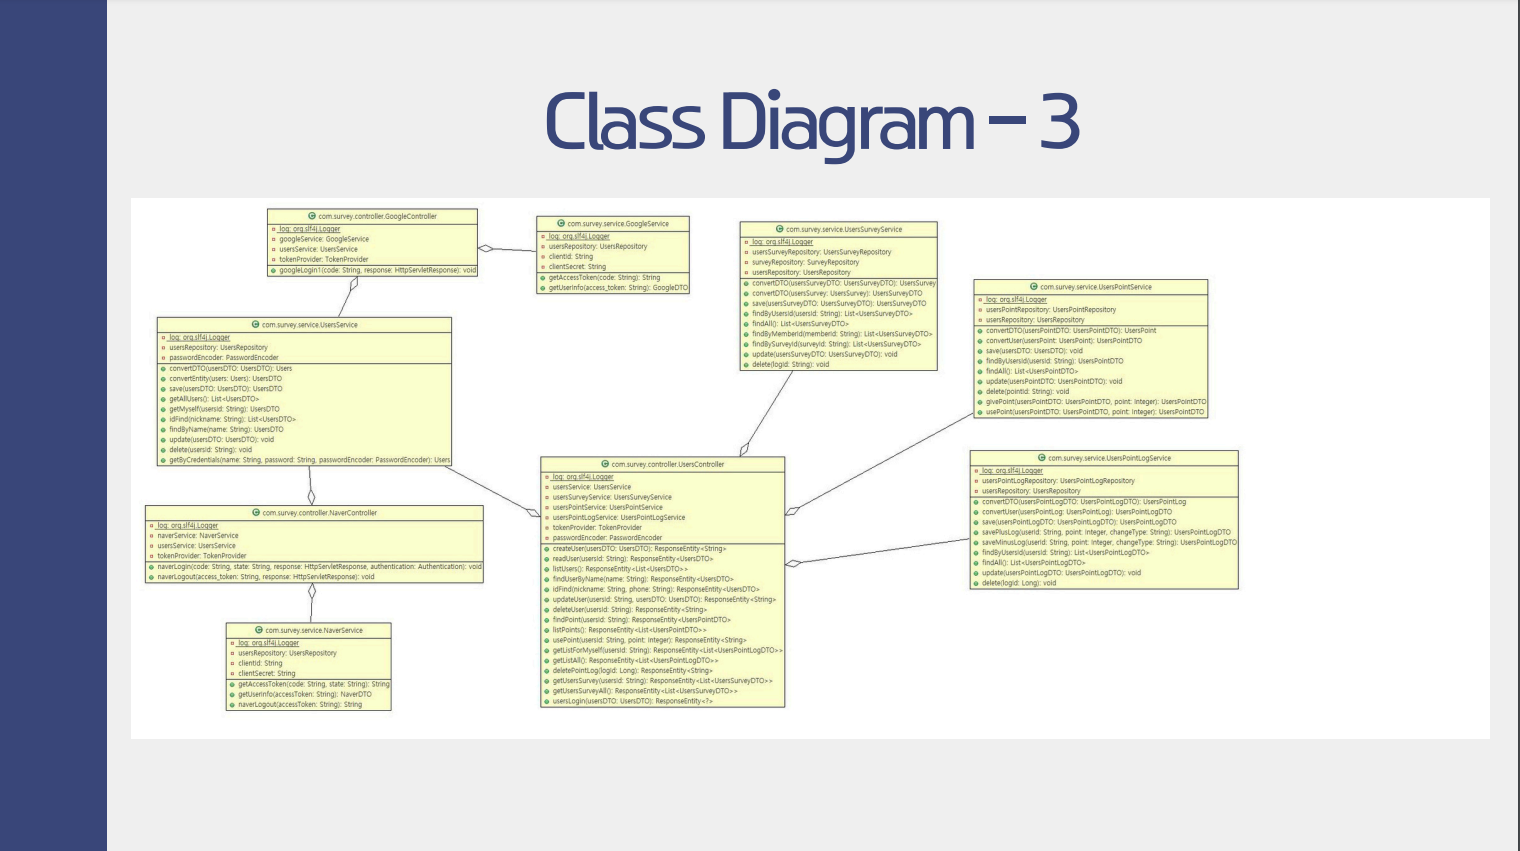 Class Diagram – 3
com.survey.controller.GoogleController
log: org.slf4j.Logger
googleService: GoogleService
usersService: UsersService
tokenProvider: TokenProvider
googleLogin1(code: String, response: HttpServletResponse): void
com.survey.service.GoogleService
log: org.slf4j.Logger
usersRepository: UsersRepository
clientId: String
clientSecret: String
getAccessToken(code: String): String
getUserInfo(access_token: String): GoogleDTO
com.survey.service.UsersSurveyService
log: org.slf4j.Logger
usersSurveyRepository: UsersSurveyRepository
surveyRepository: SurveyRepository
usersRepository: UsersRepository
convertDTO(usersSurveyDTO: UsersSurveyDTO): UsersSurvey
convertDTO(usersSurvey: UsersSurvey): UsersSurveyDTO
save(usersSurveyDTO: UsersSurveyDTO): UsersSurveyDTO
findByUsersId(usersId: String): List<UsersSurveyDTO>
findAll(): List<UsersSurveyDTO>
findByMemberId(memberId: String): List<UsersSurveyDTO>
findBySurveyId(surveyId: String): List<UsersSurveyDTO>
update(usersSurveyDTO: UsersSurveyDTO): void
delete(logId: String): void
com.survey.service.UsersPointService
log: org.slf4j.Logger
usersPointRepository: UsersPointRepository
usersRepository: UsersRepository
convertDTO(usersPointDTO: UsersPointDTO): UsersPoint
convertUser(usersPoint: UsersPoint): UsersPointDTO
save(usersDTO: UsersDTO): void
findByUsersId(usersId: String): UsersPointDTO
findAll(): List<UsersPointDTO>
update(usersPointDTO: UsersPointDTO): void
delete(pointId: String): void
givePoint(usersPointDTO: UsersPointDTO, point: Integer): UsersPointDTO
usePoint(usersPointDTO: UsersPointDTO, point: Integer): UsersPointDTO
com.survey.service.UsersService
log: org.slf4j.Logger
usersRepository: UsersRepository
passwordEncoder: PasswordEncoder
convertDTO(usersDTO: UsersDTO): Users
convertEntity(users: Users): UsersDTO
save(usersDTO: UsersDTO): UsersDTO
getAllUsers(): List<UsersDTO>
getMyself(usersId: String): UsersDTO
idFind(nickname: String): List<UsersDTO>
findByName(name: String): UsersDTO
update(usersDTO: UsersDTO): void
delete(usersId: String): void
getByCredentials(name: String, password: String, passwordEncoder: PasswordEncoder): Users
com.survey.service.UsersPointLogService
log: org.slf4j.Logger
usersPointLogRepository: UsersPointLogRepository
usersRepository: UsersRepository
convertDTO(usersPointLogDTO: UsersPointLogDTO): UsersPointLog
convertUser(usersPointLog: UsersPointLog): UsersPointLogDTO
save(usersPointLogDTO: UsersPointLogDTO): UsersPointLogDTO
savePlusLog(userId: String, point: Integer, changeType: String): UsersPointLogDTO
saveMinusLog(userId: String, point: Integer, changeType: String): UsersPointLogDTO
findByUsersId(usersId: String): List<UsersPointLogDTO>
findAll(): List<UsersPointLogDTO>
update(usersPointLogDTO: UsersPointLogDTO): void
delete(logId: Long): void
com.survey.controller.UsersController
log: org.slf4j.Logger
usersService: UsersService
usersSurveyService: UsersSurveyService
usersPointService: UsersPointService
usersPointLogService: UsersPointLogService
tokenProvider: TokenProvider
passwordEncoder: PasswordEncoder
createUser(usersDTO: UsersDTO): ResponseEntity<String>
readUser(usersId: String): ResponseEntity<UsersDTO>
listUsers(): ResponseEntity<List<UsersDTO>>
findUserByName(name: String): ResponseEntity<UsersDTO>
idFind(nickname: String, phone: String): ResponseEntity<UsersDTO>
updateUser(usersId: String, usersDTO: UsersDTO): ResponseEntity<String>
deleteUser(usersId: String): ResponseEntity<String>
findPoint(usersId: String): ResponseEntity<UsersPointDTO>
listPoints(): ResponseEntity<List<UsersPointDTO>>
usePoint(usersId: String, point: Integer): ResponseEntity<String>
getListForMyself(usersId: String): ResponseEntity<List<UsersPointLogDTO>>
getListAll(): ResponseEntity<List<UsersPointLogDTO>>
deletePointLog(logId: Long): ResponseEntity<String>
getUsersSurvey(usersId: String): ResponseEntity<List<UsersSurveyDTO>>
getUsersSurveyAll(): ResponseEntity<List<UsersSurveyDTO>>
usersLogin(usersDTO: UsersDTO): ResponseEntity<?>
com.survey.controller.NaverController
log: org.slf4j.Logger
naverService: NaverService
usersService: UsersService
tokenProvider: TokenProvider
naverLogin(code: String, state: String, response: HttpServletResponse, authentication: Authentication): void
naverLogout(access_token: String, response: HttpServletResponse): void
com.survey.service.NaverService
log: org.slf4j.Logger
usersRepository: UsersRepository
clientId: String
clientSecret: String
getAccessToken(code: String, state: String): String
getUserInfo(accessToken: String): NaverDTO
naverLogout(accessToken: String): String